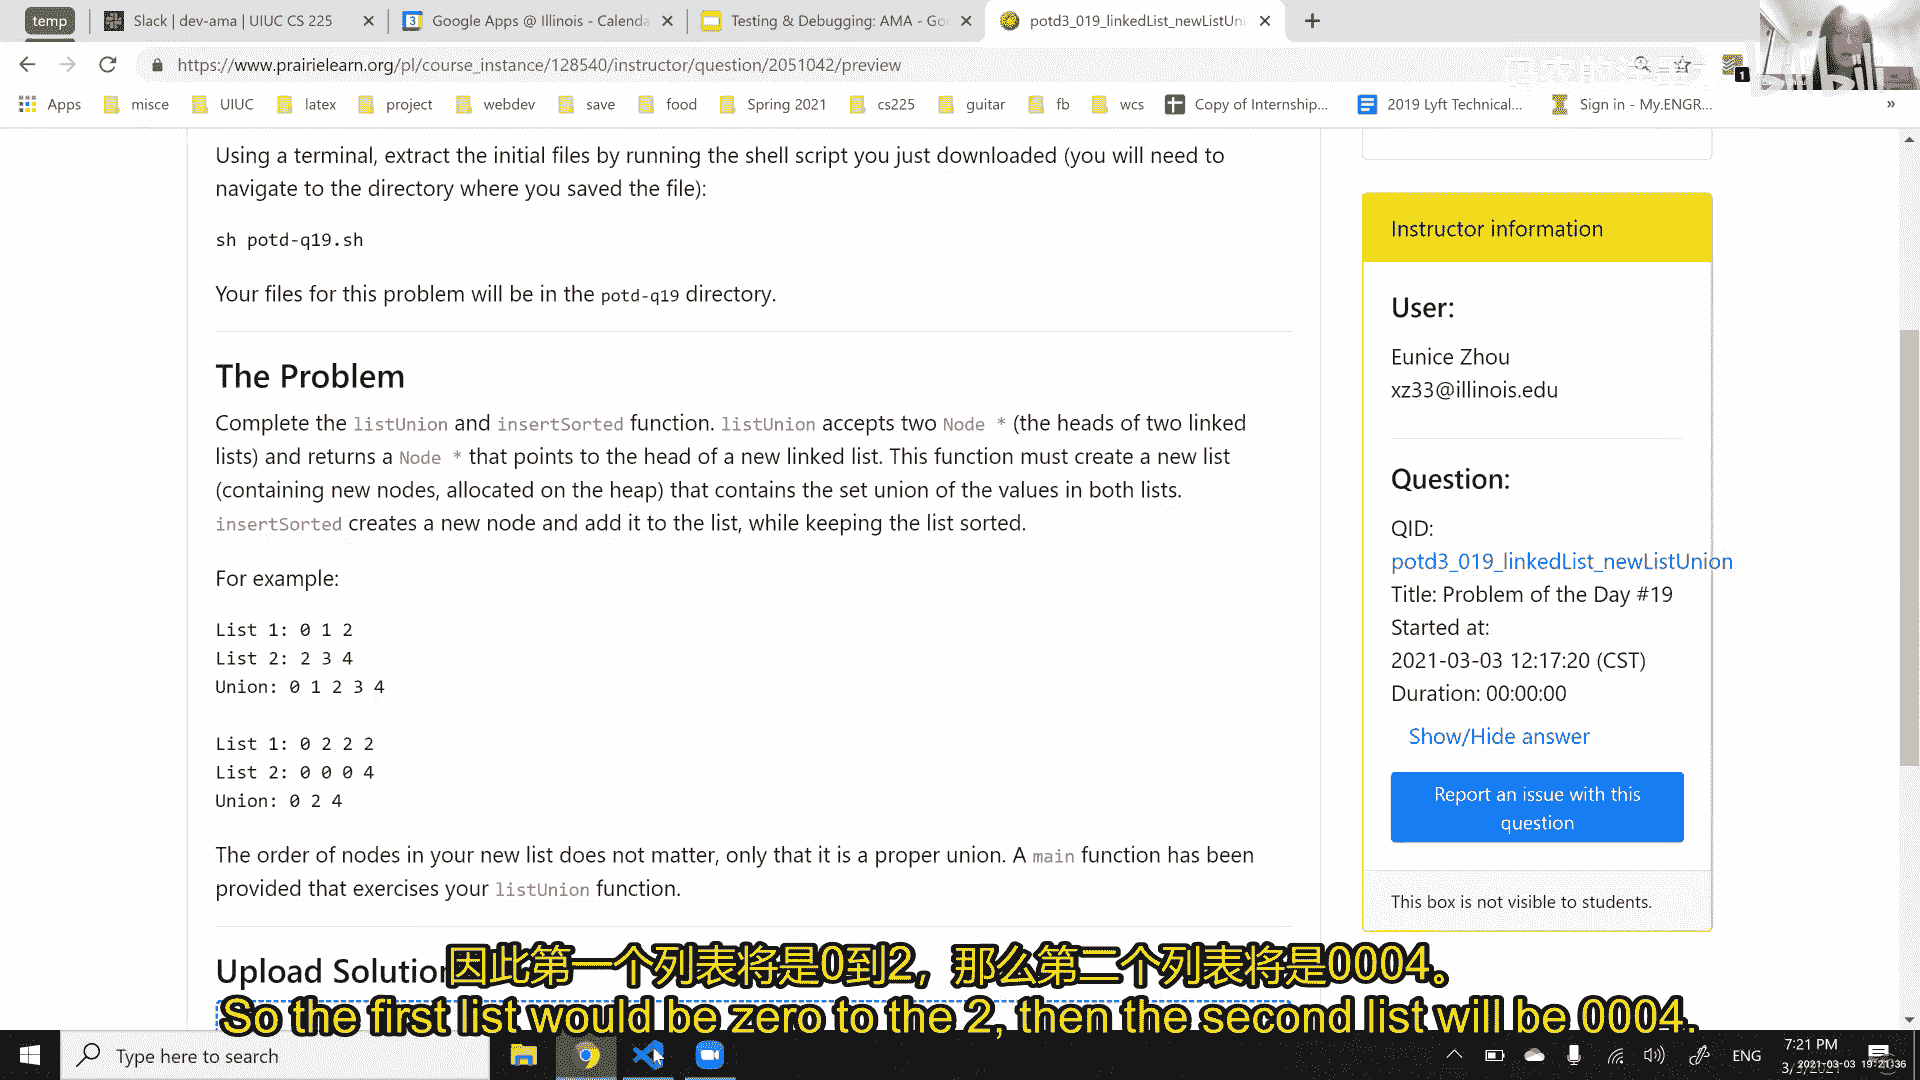 temp
Slack | dev-ama | UIUC CS 225
Google Apps @ Illinois - Calenda
Testing & Debugging: AMA - Go
potd3_019_linkedList_newListUni
https://www.prairielearn.org/pl/course_instance/128540/instructor/question/2051042/preview
1
Apps misce UIUC latex project webdev save food Spring 2021 cs225 guitar fb wcs Copy of Internship... 2019 Lyft Technical... Sign in - My.ENGR... »
Using a terminal, extract the initial files by running the shell script you just downloaded (you will need to
navigate to the directory where you saved the file):
sh potd-q19.sh
Your files for this problem will be in the potd-q19 directory.
The Problem
Complete the listUnion and insertSorted function. listUnion accepts two Node * (the heads of two linked
lists) and returns a Node * that points to the head of a new linked list. This function must create a new list
(containing new nodes, allocated on the heap) that contains the set union of the values in both lists.
insertSorted creates a new node and add it to the list, while keeping the list sorted.
For example:
List 1: 0 1 2
List 2: 2 3 4
Union: 0 1 2 3 4
List 1: 0 2 2 2
List 2: 0 0 0 4
Union: 0 2 4
The order of nodes in your new list does not matter, only that it is a proper union. A main function has been
provided that exercises your listUnion function.
Upload Solution
Instructor information
User:
Eunice Zhou
xz33@illinois.edu
Question:
QID:
potd3_019_linkedList_newListUnion
Title: Problem of the Day #19
Started at:
2021-03-03 12:17:20 (CST)
Duration: 00:00:00
Show/Hide answer
Report an issue with this
question
This box is not visible to students.
因此第一个列表将是0到2，那么第二个列表将是0004。
So the first list would be zero to the 2, then the second list will be 0004.
Type here to search
ENG
7:21 PM
2021-03-03 19:21:36